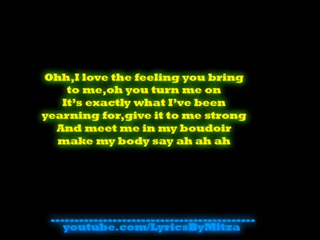 Ohh,I love the feeling you bring
to me,oh you turn me on
It's exactly what I've been
yearning for,give it to me strong
And meet me in my boudoir
make my body say ah ah ah
youtube.com/LyricsByMitza